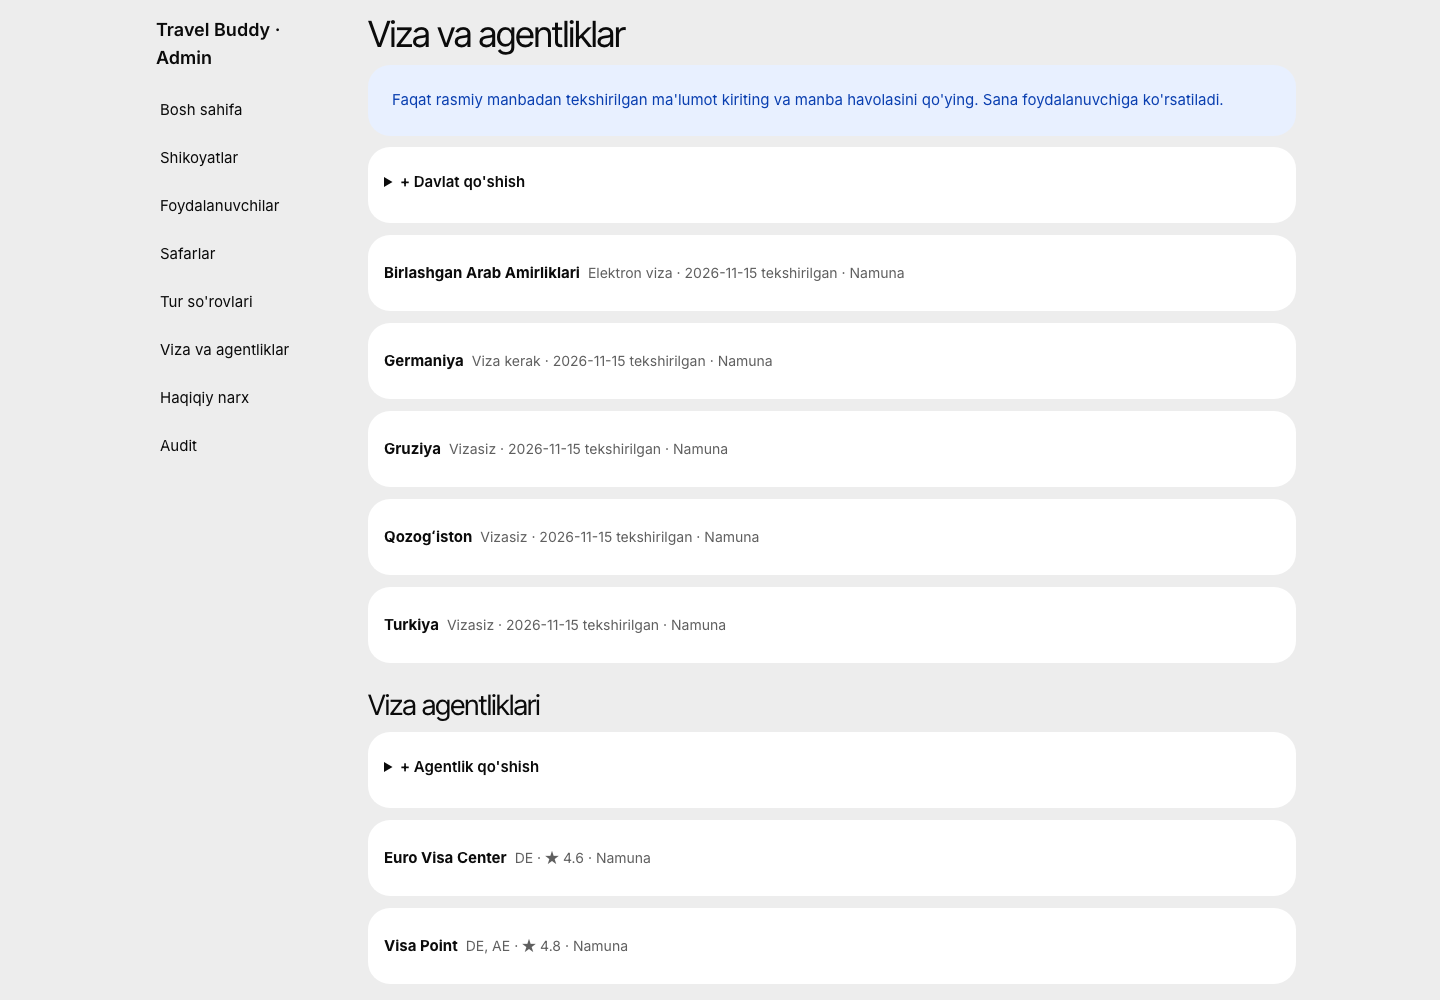 Travel Buddy ·
Admin
Bosh sahifa
Shikoyatlar
Foydalanuvchilar
Safarlar
Tur so'rovlari
Viza va agentliklar
Haqiqiy narx
Audit
Viza va agentliklar
Faqat rasmiy manbadan tekshirilgan ma'lumot kiriting va manba havolasini qo'ying. Sana foydalanuvchiga ko'rsatiladi.
▶ + Davlat qo'shish
Birlashgan Arab Amirliklari Elektron viza · 2026-11-15 tekshirilgan · Namuna
Germaniya Viza kerak · 2026-11-15 tekshirilgan · Namuna
Gruziya Vizasiz · 2026-11-15 tekshirilgan · Namuna
Qozogʻiston Vizasiz · 2026-11-15 tekshirilgan · Namuna
Turkiya Vizasiz · 2026-11-15 tekshirilgan · Namuna
Viza agentliklari
▶ + Agentlik qo'shish
Euro Visa Center DE · ★ 4.6 · Namuna
Visa Point DE, AE · ★ 4.8 · Namuna